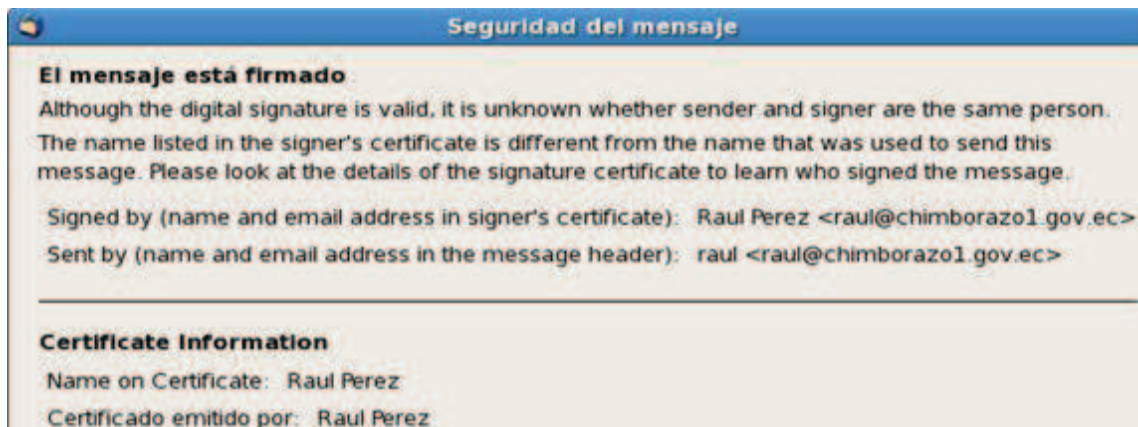 Seguridad del mensaje
El mensaje está firmado
Although the digital signature is valid, it is unknown whether sender and signer are the same person.
The name listed in the signer's certificate is different from the name that was used to send this
message. Please look at the details of the signature certificate to learn who signed the message.
Signed by (name and email address in signer's certificate): Raul Perez <raul@chimborazo1.gov.ec>
Sent by (name and email address in the message header): raul <raul@chimborazo1.gov.ec>
Certificate Information
Name on Certificate: Raul Perez
Certificado emitido por: Raul Perez